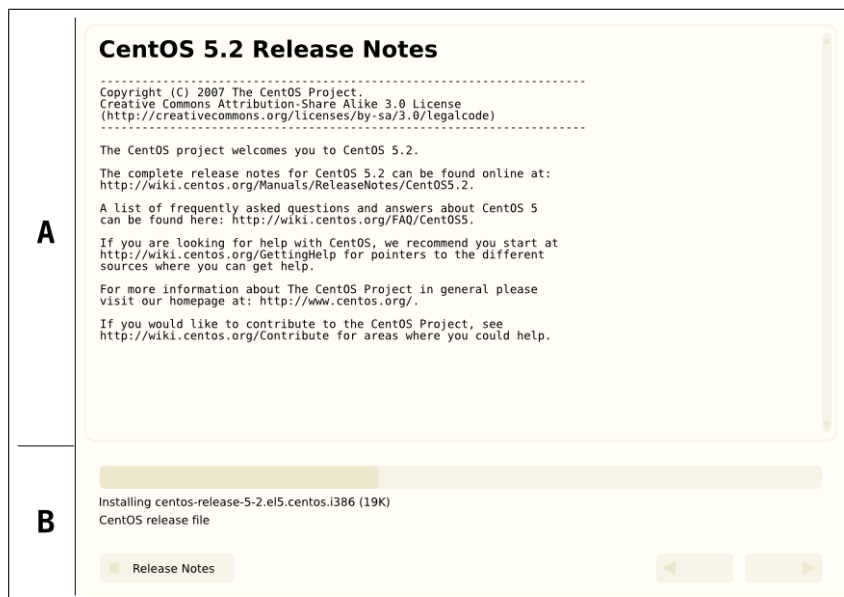 CentOS 5.2 Release Notes
---------------------------------------------------------------------
Copyright (C) 2007 The CentOS Project.
Creative Commons Attribution-Share Alike 3.0 License
(http://creativecommons.org/licenses/by-sa/3.0/legalcode)
---------------------------------------------------------------------
The CentOS project welcomes you to CentOS 5.2.
The complete release notes for CentOS 5.2 can be found online at:
http://wiki.centos.org/Manuals/ReleaseNotes/CentOS5.2.
A list of frequently asked questions and answers about CentOS 5
can be found here: http://wiki.centos.org/FAQ/CentOS5.
A
If you are looking for help with CentOS, we recommend you start at
http://wiki.centos.org/GettingHelp for pointers to the different
sources where you can get help.
For more information about The CentOS Project in general please
visit our homepage at: http://www.centos.org/.
If you would like to contribute to the CentOS Project, see
http://wiki.centos.org/Contribute for areas where you could help.
Installing centos-release-5-2.el5.centos.i386 (19K)
CentOS release file
B
Release Notes